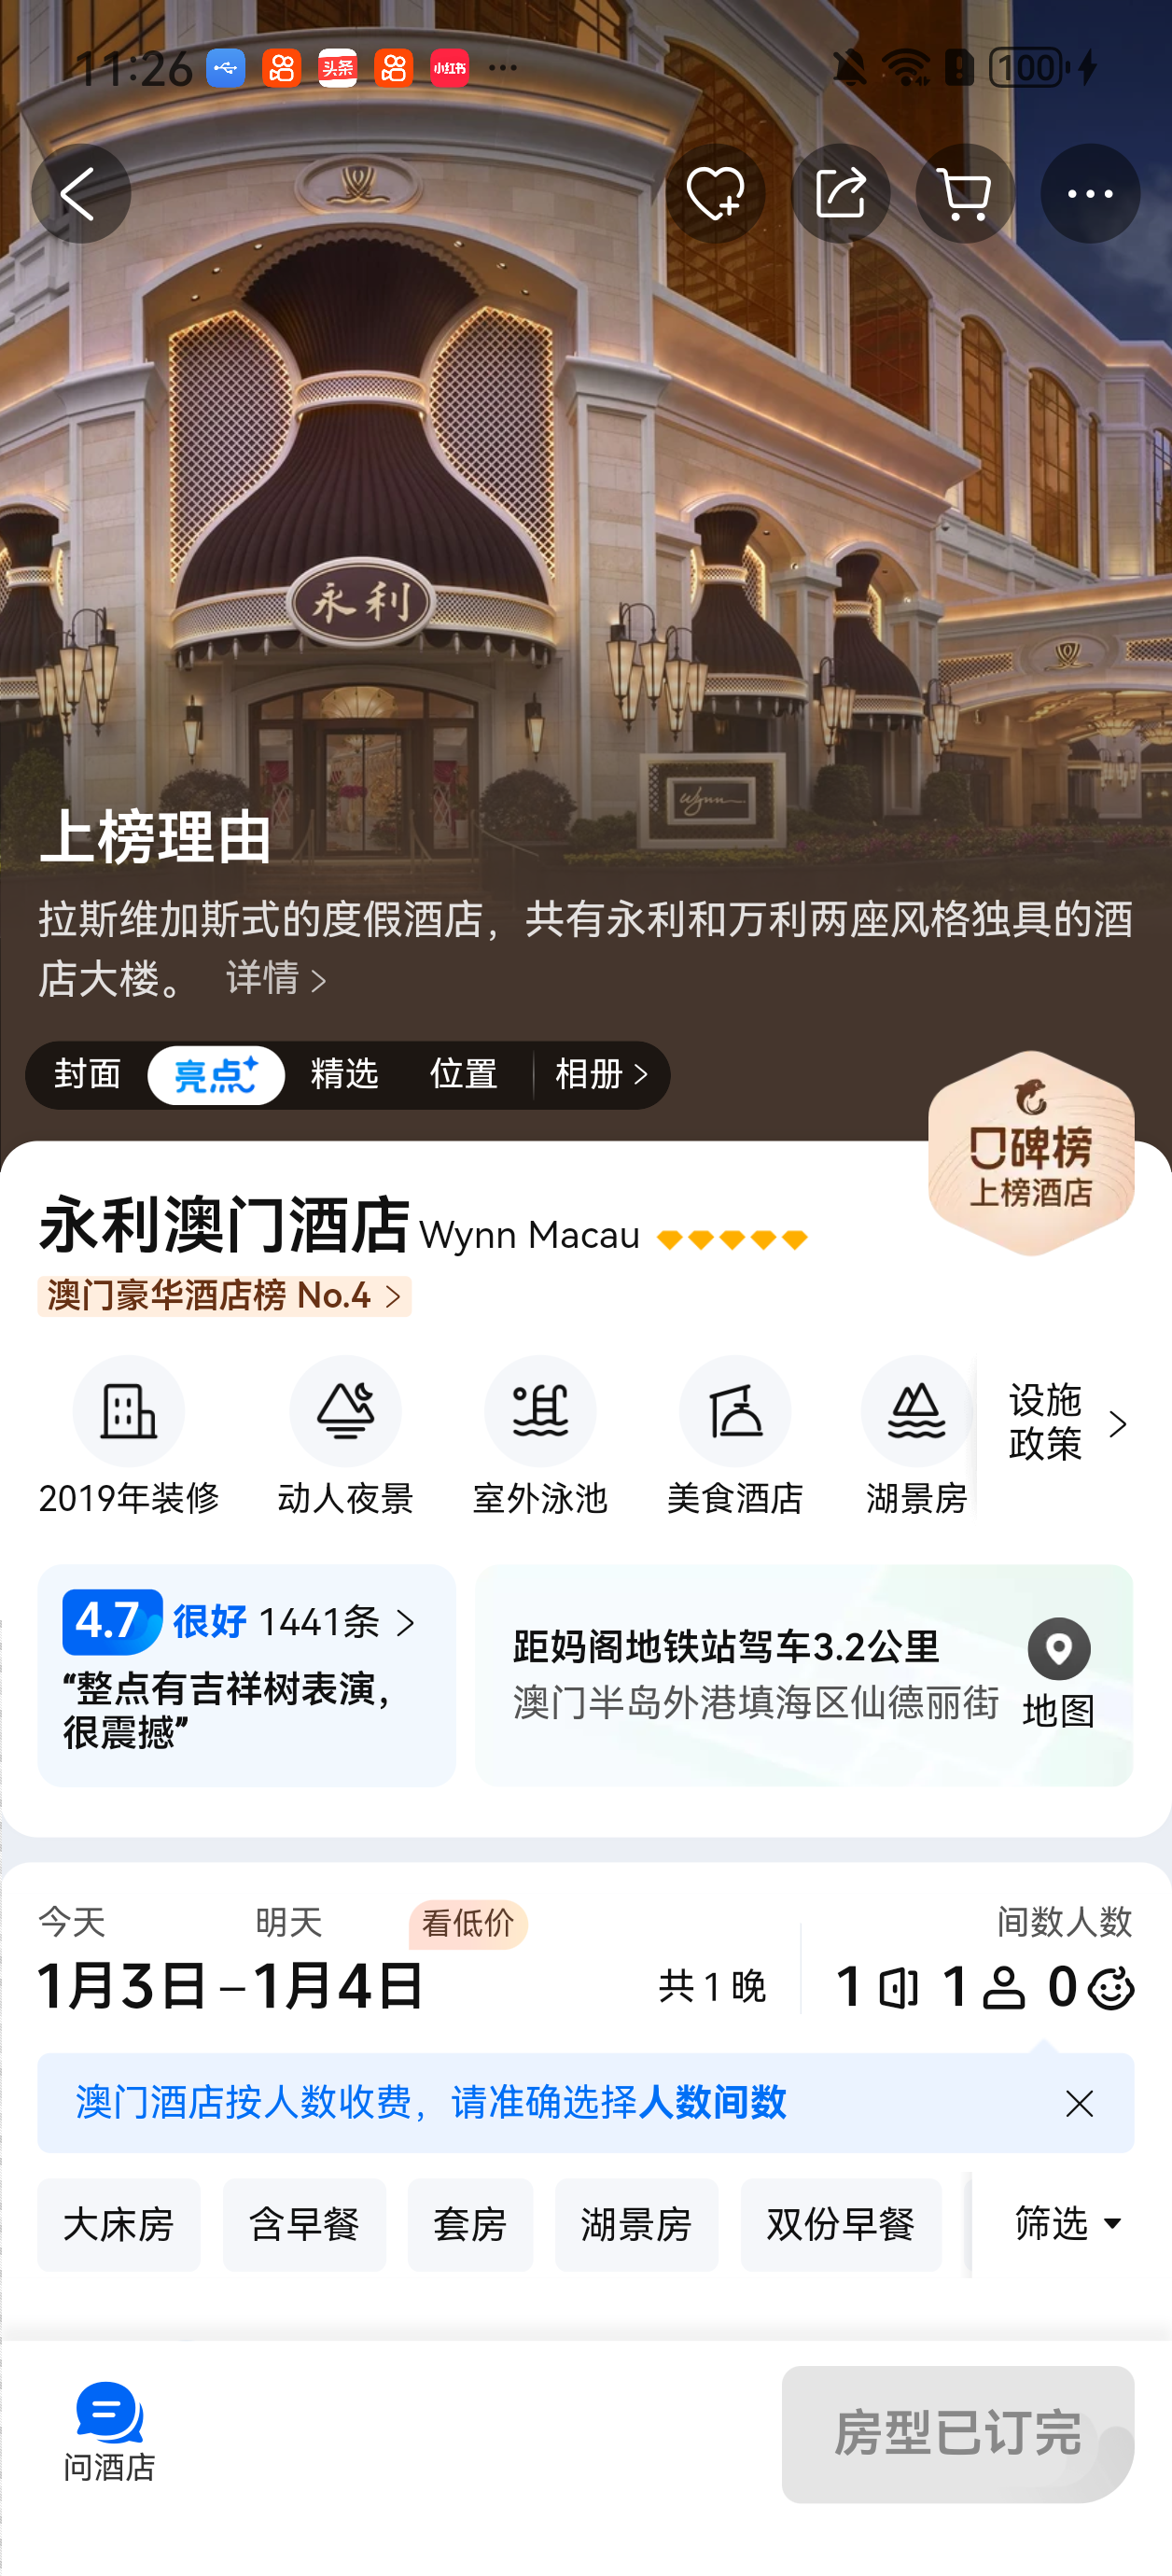 11:26
头条
小红书
100
永利
Wynn
上榜理由
拉斯维加斯式的度假酒店，共有永利和万利两座风格独具的酒
店大楼。 详情
封面 亮点 精选 位置 相册
口碑榜
上榜酒店
永利澳门酒店 Wynn Macau
澳门豪华酒店榜 No.4
2019年装修 动人夜景 室外泳池 美食酒店 湖景房
设施
政策
4.7 很好 1441条
“整点有吉祥树表演，
很震撼”
距妈阁地铁站驾车3.2公里
澳门半岛外港填海区仙德丽街
地图
今天 明天 看低价 间数人数
1月3日 – 1月4日 共1晚 1 1 0
澳门酒店按人数收费，请准确选择人数间数
大床房 含早餐 套房 湖景房 双份早餐 筛选
问酒店
房型已订完